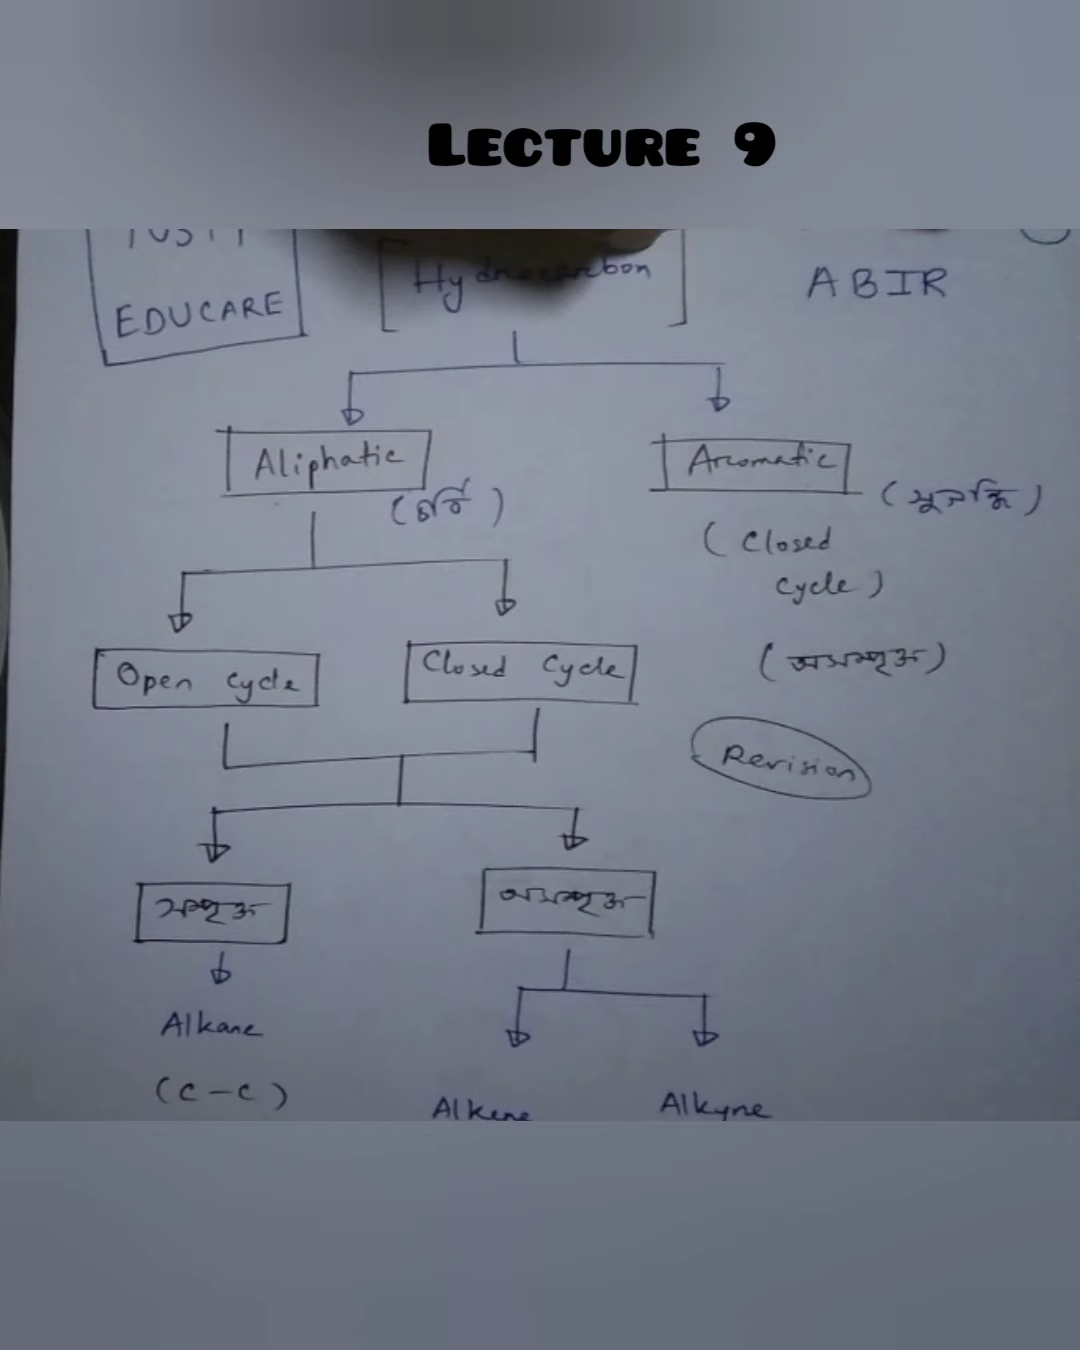 LECTURE 9
EDUCARE
Hydrocarbon
ABIR
Aliphatic
(চর্বি)
Aromatic
(সুগন্ধি)
(Closed
cycle)
(অসম্পৃক্ত)
Open cycle
Closed Cycle
Revision
সম্পৃক্ত
অসম্পৃক্ত
Alkane
(C-C)
Alkene
Alkyne